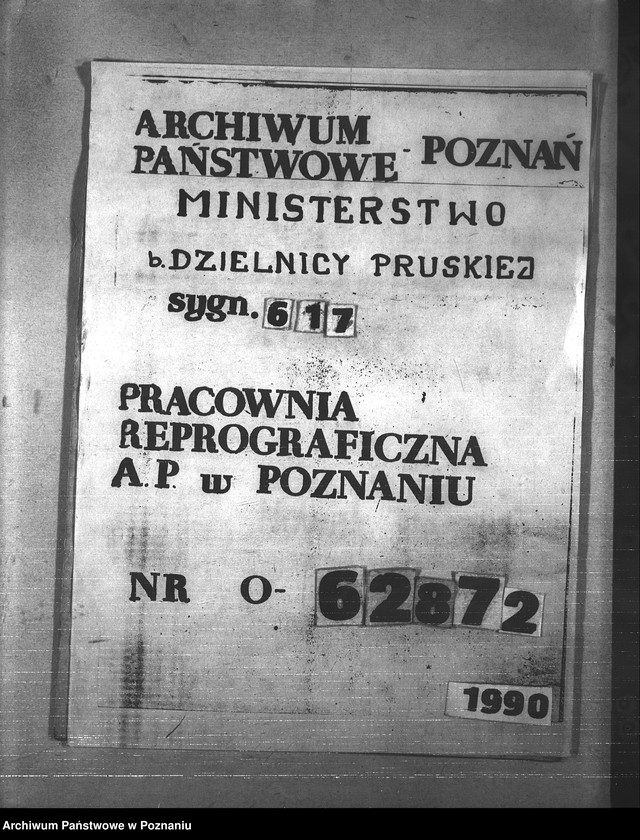 ARCHIWUM
PAŃSTWOWE - POZNAŃ
MINISTERSTWO
b. DZIELNICY PRUSKIEJ
sygn. 617
PRACOWNIA
REPROGRAFICZNA
A.P. w POZNANIU
NR O-62872
1990
Archiwum Państwowe w Poznaniu